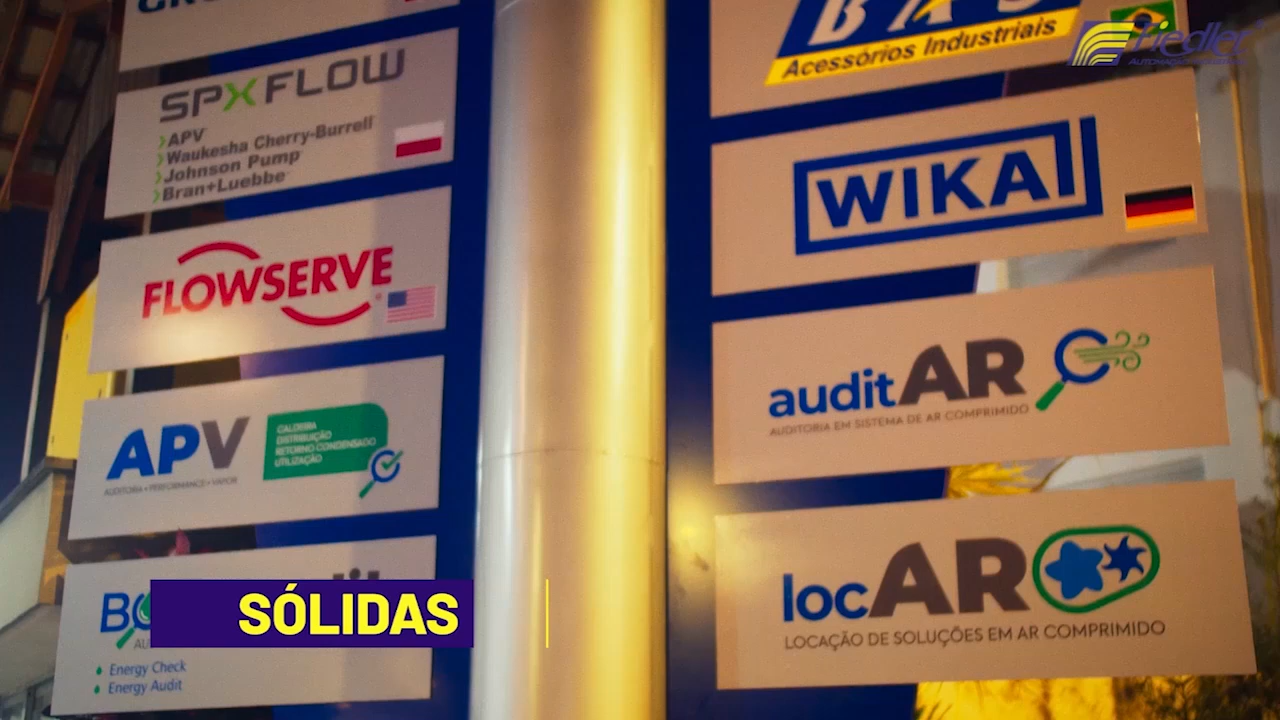 SPXFLOW
APV
Waukesha Cherry-Burrell
Johnson Pump
Bran+Luebbe
FLOWSERVE
APV
AUDITORIA • PERFORMANCE • VAPOR
CALDEIRA
DISTRIBUIÇÃO
RETORNO CONDENSADO
UTILIZAÇÃO
Energy Check
Energy Audit
SÓLIDAS
BAS
Acessórios Industriais
WIKA
auditAR
AUDITORIA EM SISTEMA DE AR COMPRIMIDO
locAR
LOCAÇÃO DE SOLUÇÕES EM AR COMPRIMIDO
Fiedler